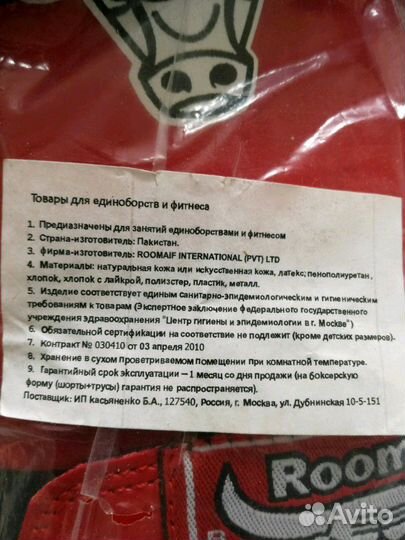 Товары для единоборств и фитнеса
1. Предназначены для занятий единоборствами и фитнесом
2. Страна-изготовитель: Пакистан.
3. фирма-изготовитель: ROOMAIF INTERNATIONAL (PVT) LTD
4. Материалы: натуральная кожа или искусственная кожа, латекс, пенополиуретан,
хлопок, хлопок с лайкрой, полиэстер, пластик, металл.
5. Изделие соответствует единым санитарно-эпидемиологическим и гигиеническим
требованиям к товарам (Экспертное заключение федерального государственного
учреждения здравоохранения "Центр гигиены и эпидемиологии в г. Москве")
6. Обязательной сертификации на соответствие не подлежит (кроме детских размеров).
7. Контракт № 030410 от 03 апреля 2010
8. Хранение в сухом проветриваемом помещении при комнатной температуре.
9. Гарантийный срок эксплуатации – 1 месяц со дня продажи (на боксерскую
форму (шорты+трусы) гарантия не распространяется).
Поставщик: ИП касьяненко Б.А., 127540, Россия, г. Москва, ул. Дубнинская 10-5-151
Room
Avito